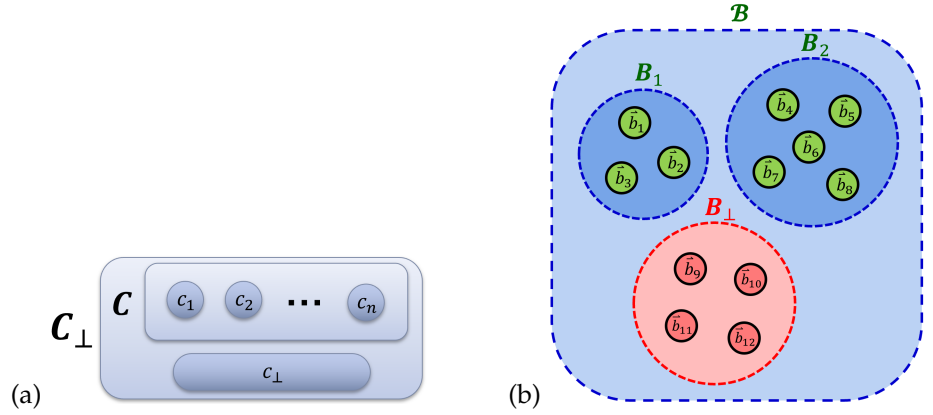 (a)
C⊥
C
c1 c2 ... cn
c⊥
(b)
ℬ
B1
B2
b⃗1
b⃗2
b⃗3
b⃗4
b⃗5
b⃗6
b⃗7
b⃗8
B⊥
b⃗9
b⃗10
b⃗11
b⃗12